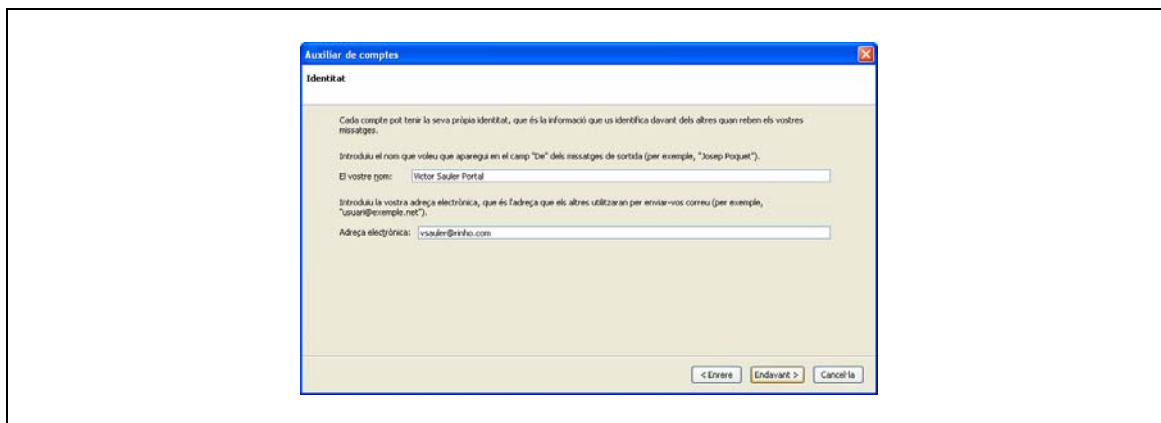 Auxiliar de comptes
Identitat
Cada compte pot tenir la seva pròpia identitat, que és la informació que us identifica davant dels altres quan reben els vostres
missatges.
Introduïu el nom que voleu que aparegui en el camp "De" dels missatges de sortida (per exemple, "Josep Poquet").
El vostre nom: Victor Sauler Portal
Introduïu la vostra adreça electrònica, que és l'adreça que els altres utilitzaran per enviar-vos correu (per exemple,
"usuari@exemple.net").
Adreça electrònica: vsauler@rinho.com
< Enrere Endavant > Cancel·la